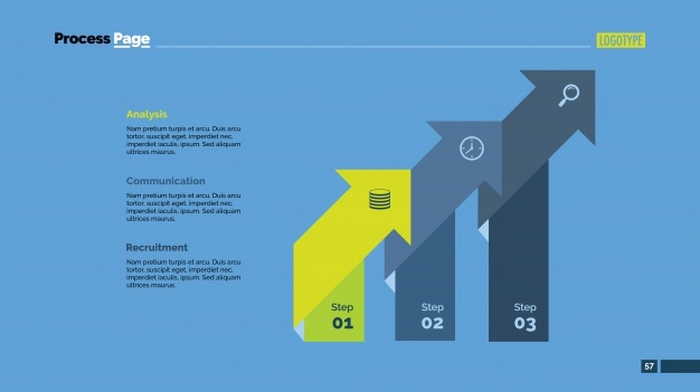 Process Page
LOGOTYPE
Analysis
Nam pretium turpis et arcu. Duis arcu
tortor, suscipit eget, imperdiet nec,
imperdiet iaculis, ipsum. Sed aliquam
ultrices mauris.
Communication
Nam pretium turpis et arcu. Duis arcu
tortor, suscipit eget, imperdiet nec,
imperdiet iaculis, ipsum. Sed aliquam
ultrices mauris.
Recruitment
Nam pretium turpis et arcu. Duis arcu
tortor, suscipit eget, imperdiet nec,
imperdiet iaculis, ipsum. Sed aliquam
ultrices mauris.
Step
01
Step
02
Step
03
57